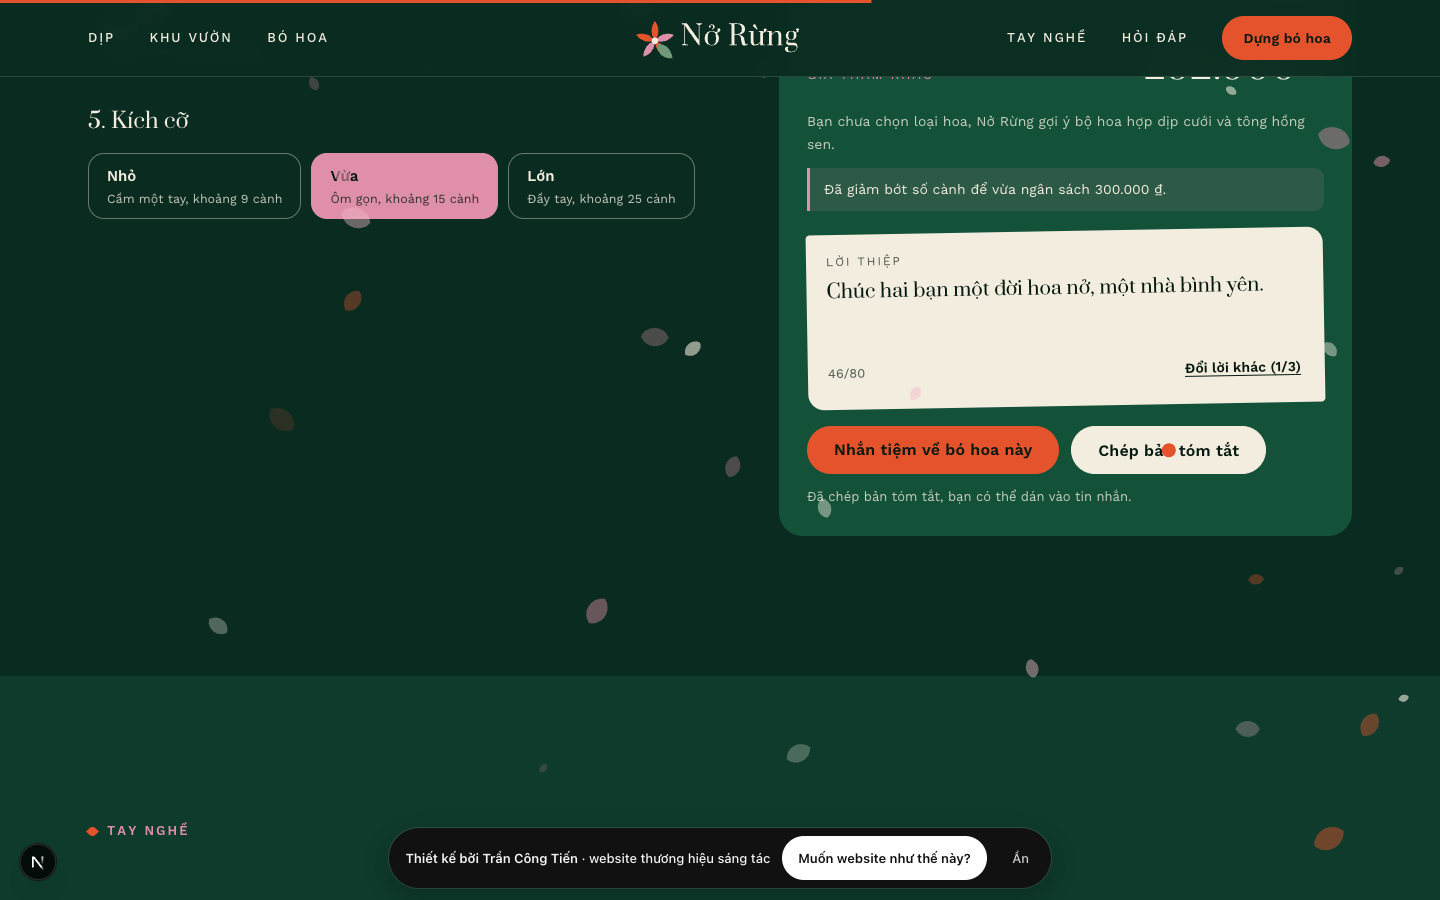 DỊP
KHU VƯỜN
BÓ HOA
Nở Rừng
TAY NGHỀ
HỎI ĐÁP
Dựng bó hoa
5. Kích cỡ
Nhỏ
Cầm một tay, khoảng 9 cành
Vừa
Ôm gọn, khoảng 15 cành
Lớn
Đầy tay, khoảng 25 cành
Bạn chưa chọn loại hoa, Nở Rừng gợi ý bộ hoa hợp dịp cưới và tông hồng
sen.
Đã giảm bớt số cành để vừa ngân sách 300.000 ₫.
LỜI THIỆP
Chúc hai bạn một đời hoa nở, một nhà bình yên.
46/80
Đổi lời khác (1/3)
Nhắn tiệm về bó hoa này
Chép bản tóm tắt
Đã chép bản tóm tắt, bạn có thể dán vào tin nhắn.
TAY NGHỀ
N
Thiết kế bởi Trần Công Tiến · website thương hiệu sáng tác
Muốn website như thế này?
Ẩn